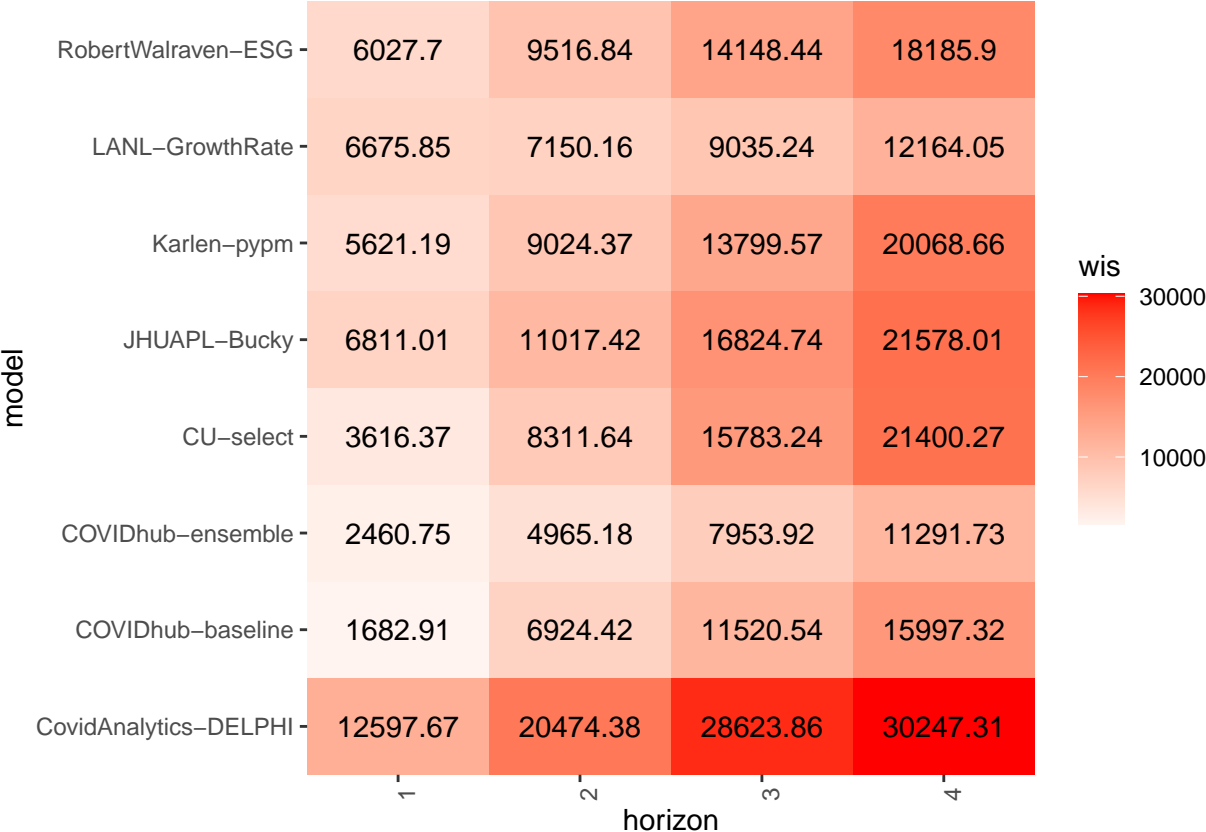 RobertWalraven−ESG 6027.7 9516.84 14148.44 18185.9
LANL−GrowthRate 6675.85 7150.16 9035.24 12164.05
Karlen−pypm 5621.19 9024.37 13799.57 20068.66
JHUAPL−Bucky 6811.01 11017.42 16824.74 21578.01
CU−select 3616.37 8311.64 15783.24 21400.27
COVIDhub−ensemble 2460.75 4965.18 7953.92 11291.73
COVIDhub−baseline 1682.91 6924.42 11520.54 15997.32
CovidAnalytics−DELPHI 12597.67 20474.38 28623.86 30247.31
1 2 3 4
horizon
model
wis
30000
20000
10000